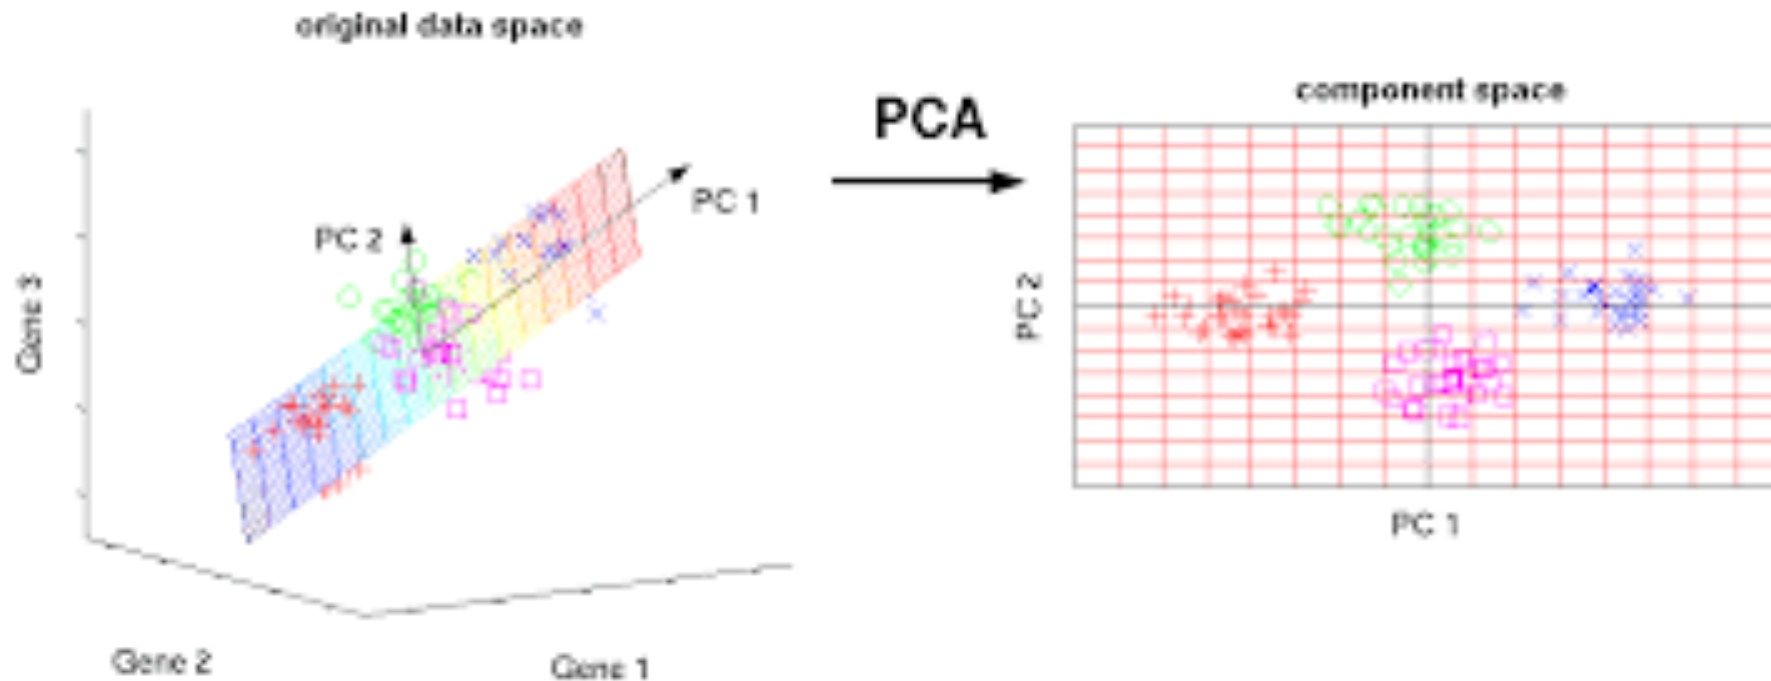 original data space
PC 2
PC 1
Gene 3
Gene 2
Gene 1
PCA
component space
PC 2
PC 1